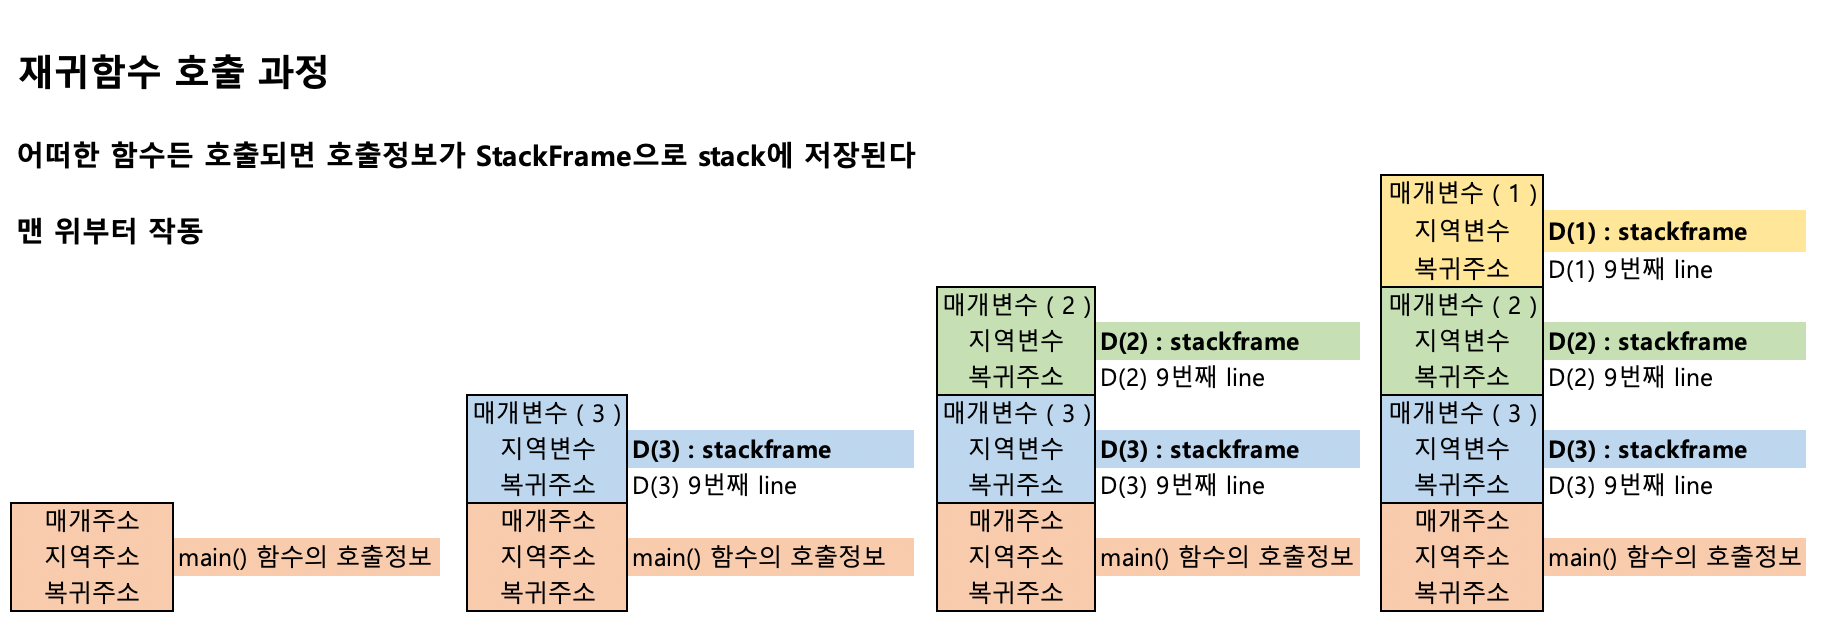 재귀함수 호출 과정
어떠한 함수든 호출되면 호출정보가 StackFrame으로 stack에 저장된다
맨 위부터 작동
매개주소
지역주소 main() 함수의 호출정보
복귀주소
매개변수 ( 3 )
지역변수 D(3) : stackframe
복귀주소 D(3) 9번째 line
매개주소
지역주소 main() 함수의 호출정보
복귀주소
매개변수 ( 2 )
지역변수 D(2) : stackframe
복귀주소 D(2) 9번째 line
매개변수 ( 3 )
지역변수 D(3) : stackframe
복귀주소 D(3) 9번째 line
매개주소
지역주소 main() 함수의 호출정보
복귀주소
매개변수 ( 1 )
지역변수 D(1) : stackframe
복귀주소 D(1) 9번째 line
매개변수 ( 2 )
지역변수 D(2) : stackframe
복귀주소 D(2) 9번째 line
매개변수 ( 3 )
지역변수 D(3) : stackframe
복귀주소 D(3) 9번째 line
매개주소
지역주소 main() 함수의 호출정보
복귀주소